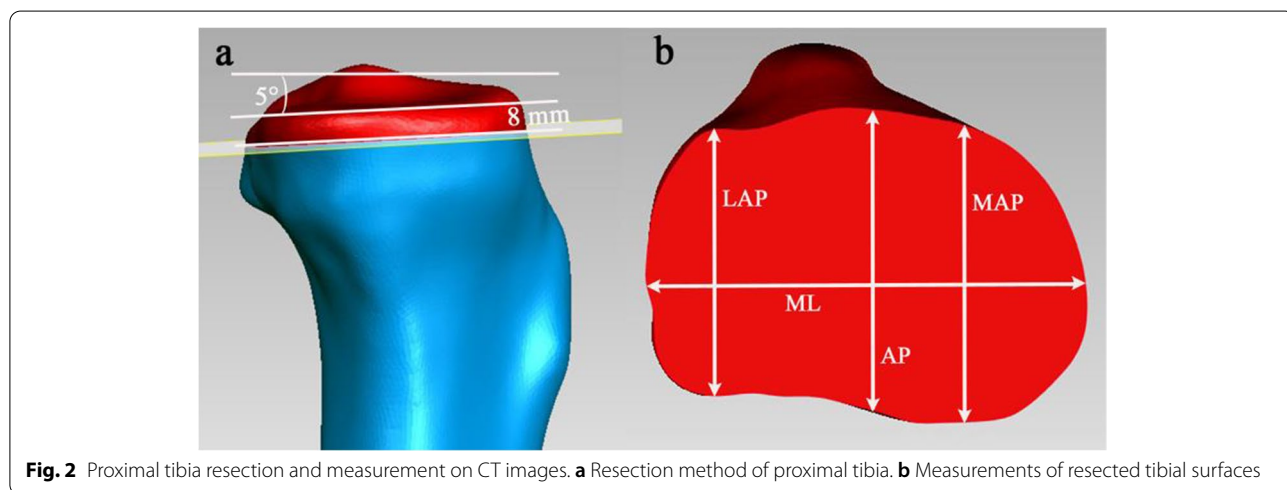 a
5°
8 mm
b
LAP
MAP
ML
AP
Fig. 2 Proximal tibia resection and measurement on CT images. a Resection method of proximal tibia. b Measurements of resected tibial surfaces